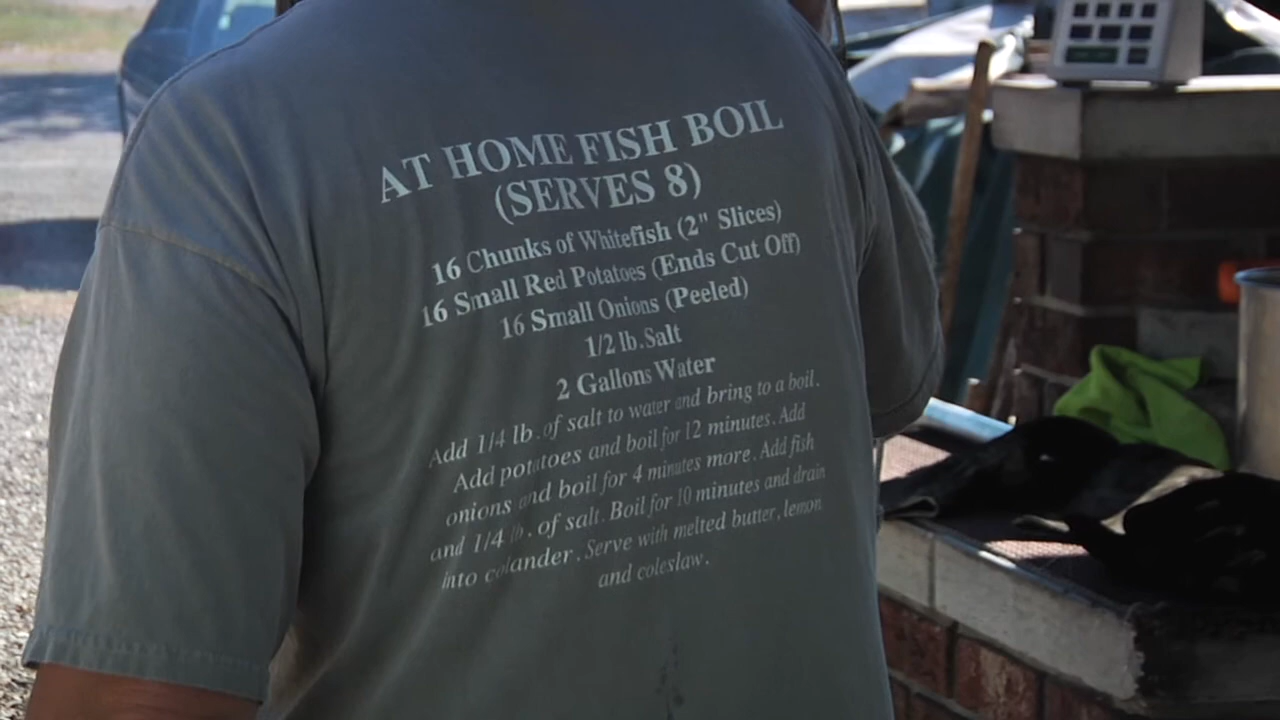 AT HOME FISH BOIL
(SERVES 8)
16 Chunks of Whitefish (2" Slices)
16 Small Red Potatoes (Ends Cut Off)
16 Small Onions (Peeled)
1/2 lb. Salt
2 Gallons Water
Add 1/4 lb. of salt to water and bring to a boil.
Add potatoes and boil for 12 minutes. Add
onions and boil for 4 minutes more. Add fish
and 1/4 lb. of salt. Boil for 10 minutes and drain
into colander. Serve with melted butter, lemon
and coleslaw.